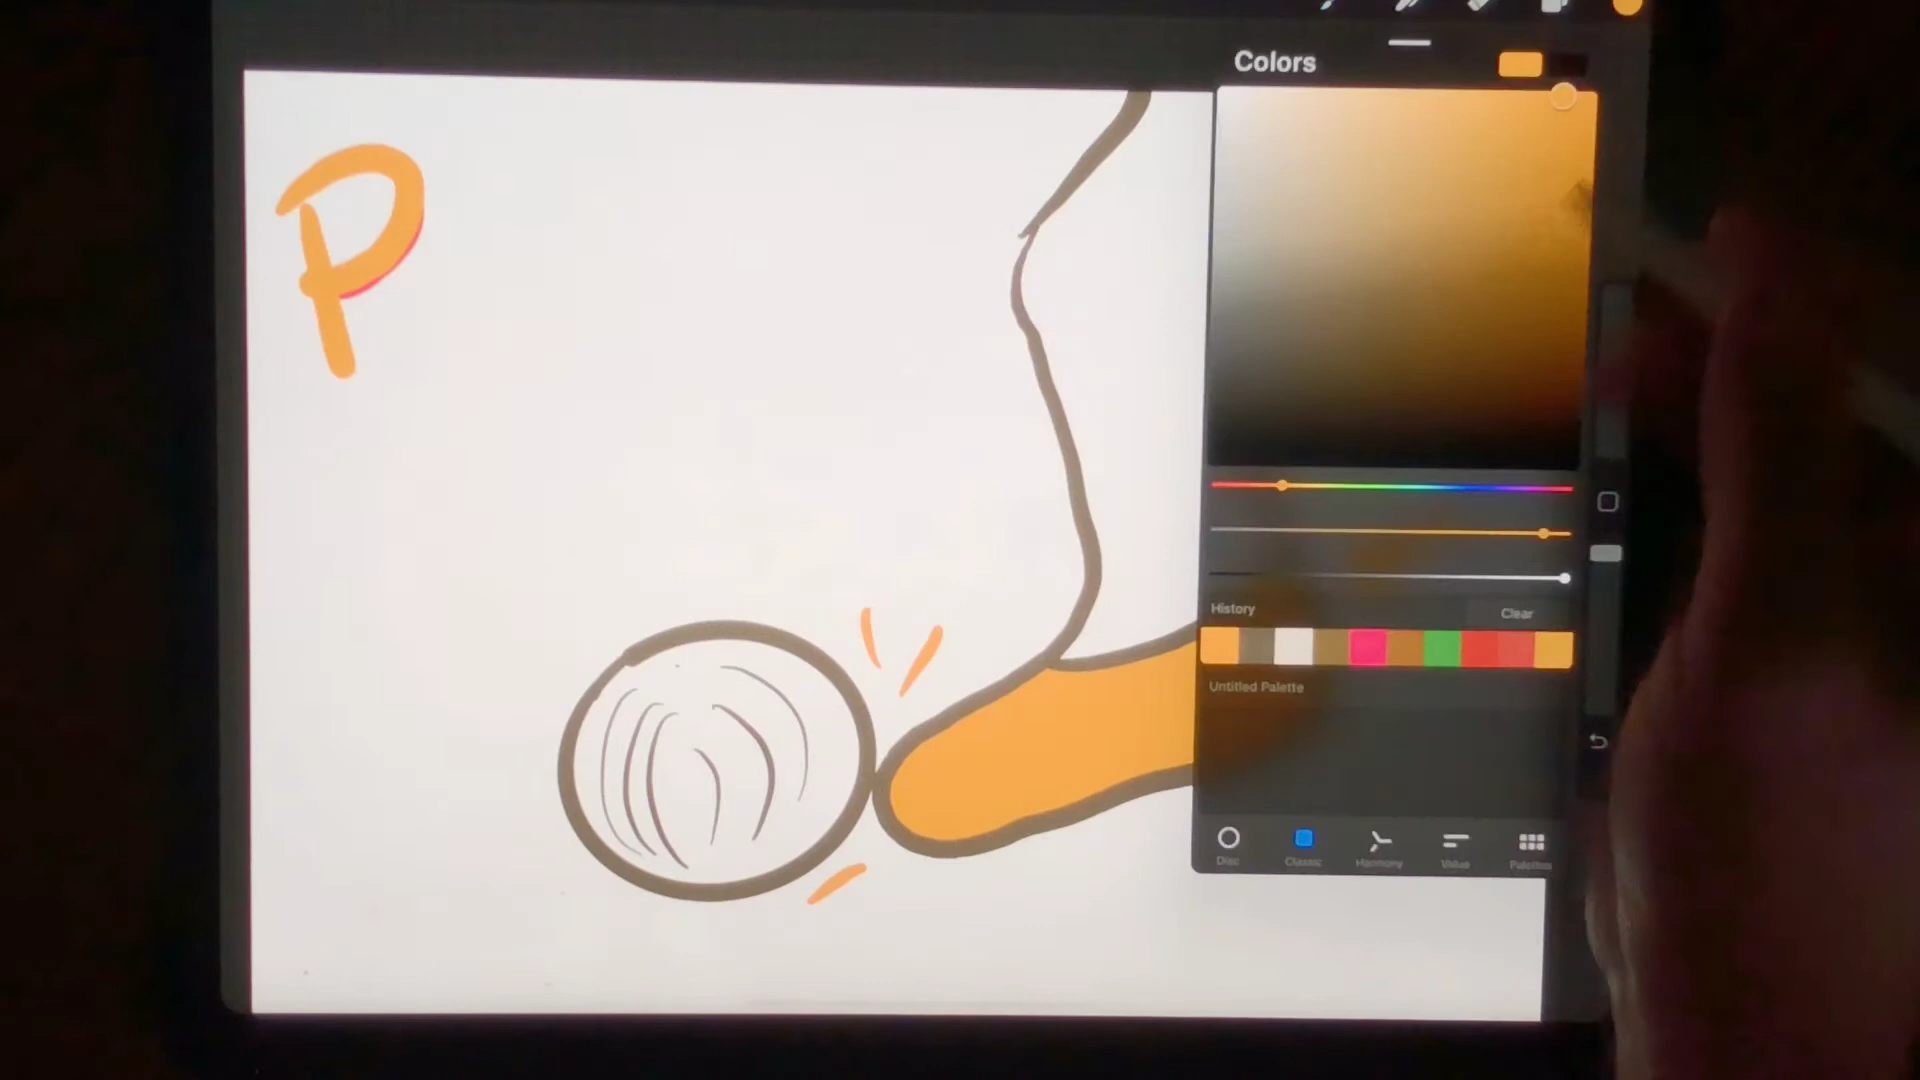 Colors
P
History
Clear
Untitled Palette
Disc
Classic
Harmony
Value
Palettes